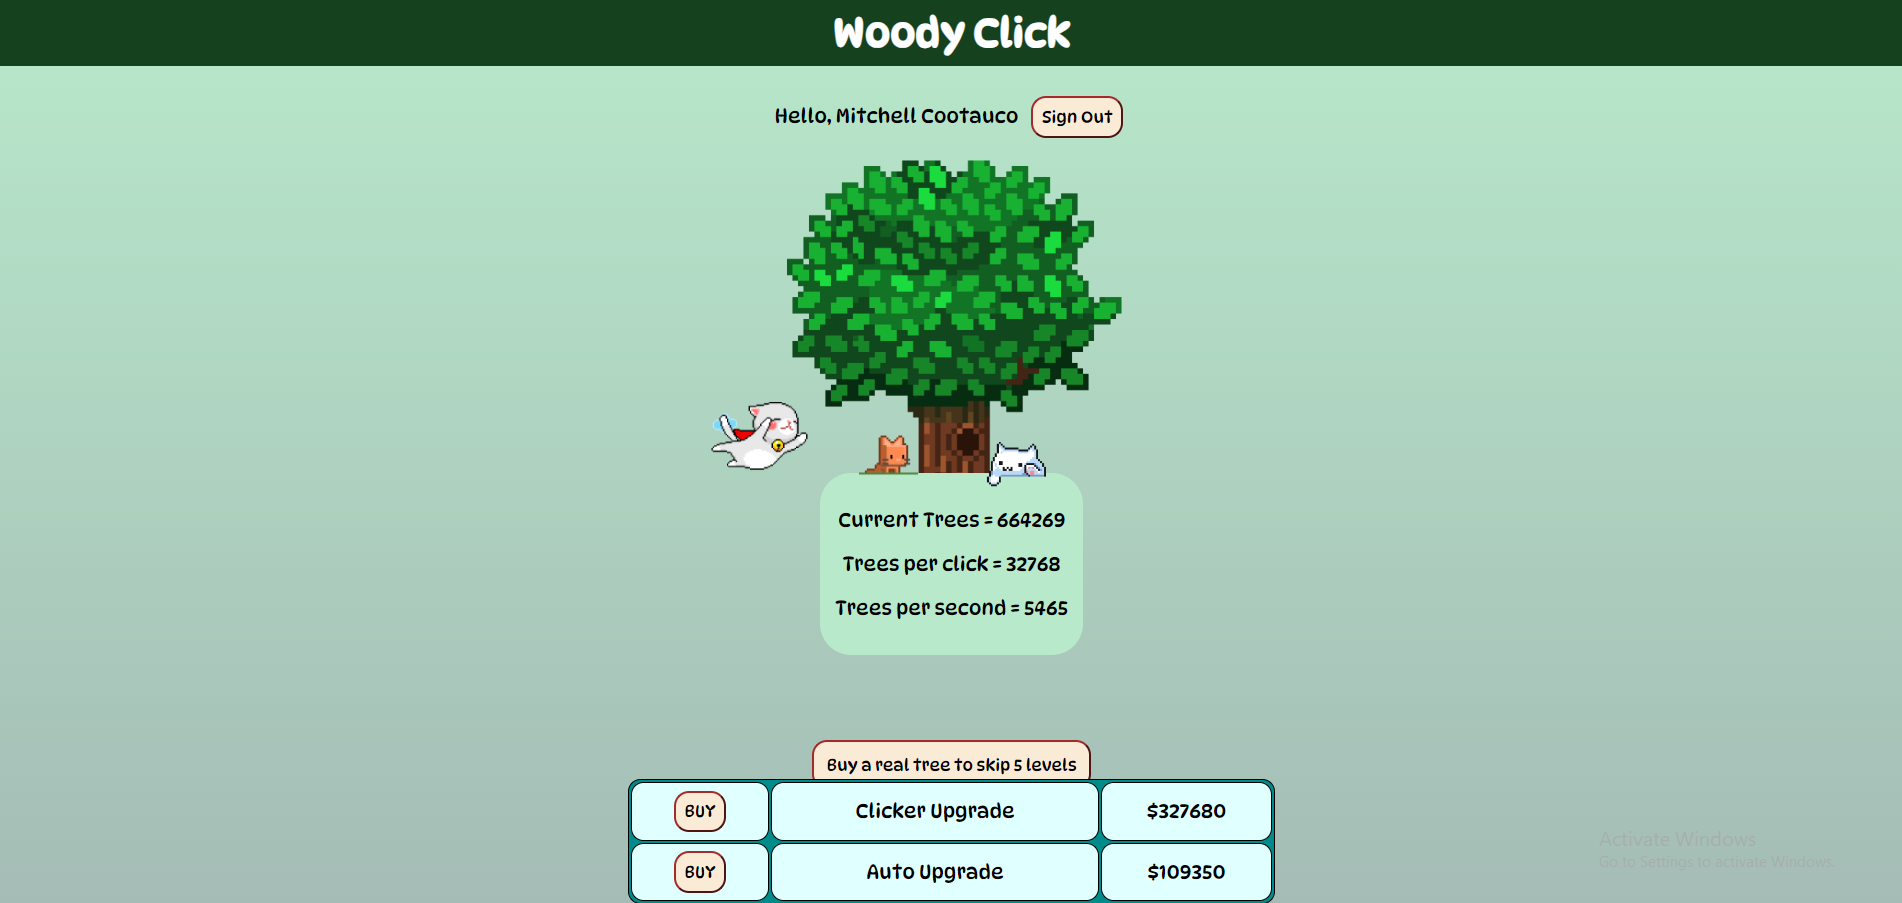 Woody Click
Hello, Mitchell Cootauco Sign Out
Current Trees = 664269
Trees per click = 32768
Trees per second = 5465
Buy a real tree to skip 5 levels
BUY Clicker Upgrade $327680
BUY Auto Upgrade $109350
Activate Windows
Go to Settings to activate Windows.